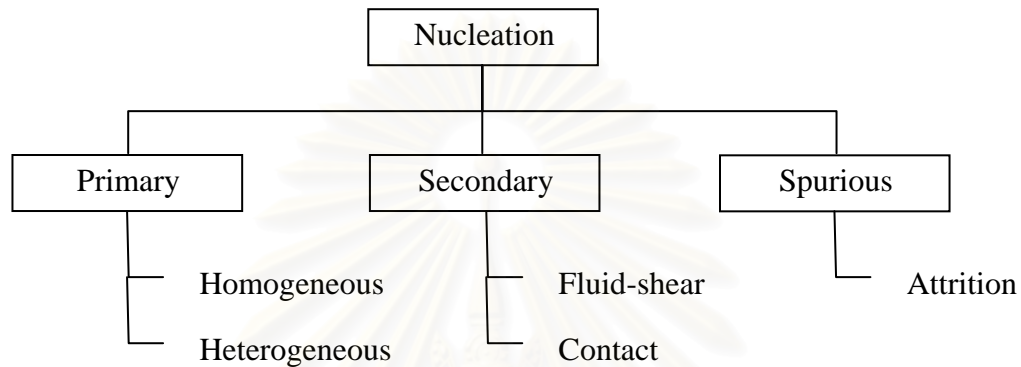 Nucleation
Primary
Secondary
Spurious
Homogeneous
Fluid-shear
Attrition
Heterogeneous
Contact